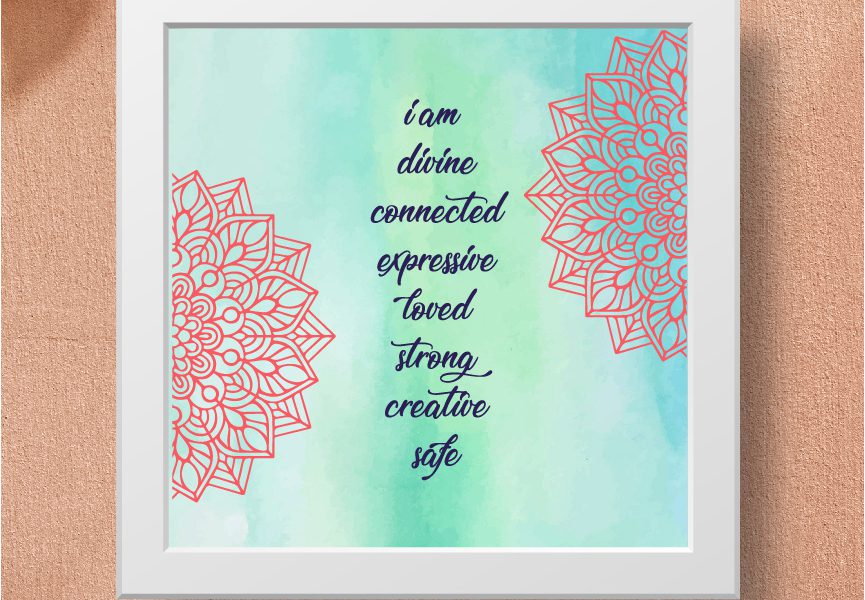 i am
divine
connected
expressive
loved
strong
creative
safe